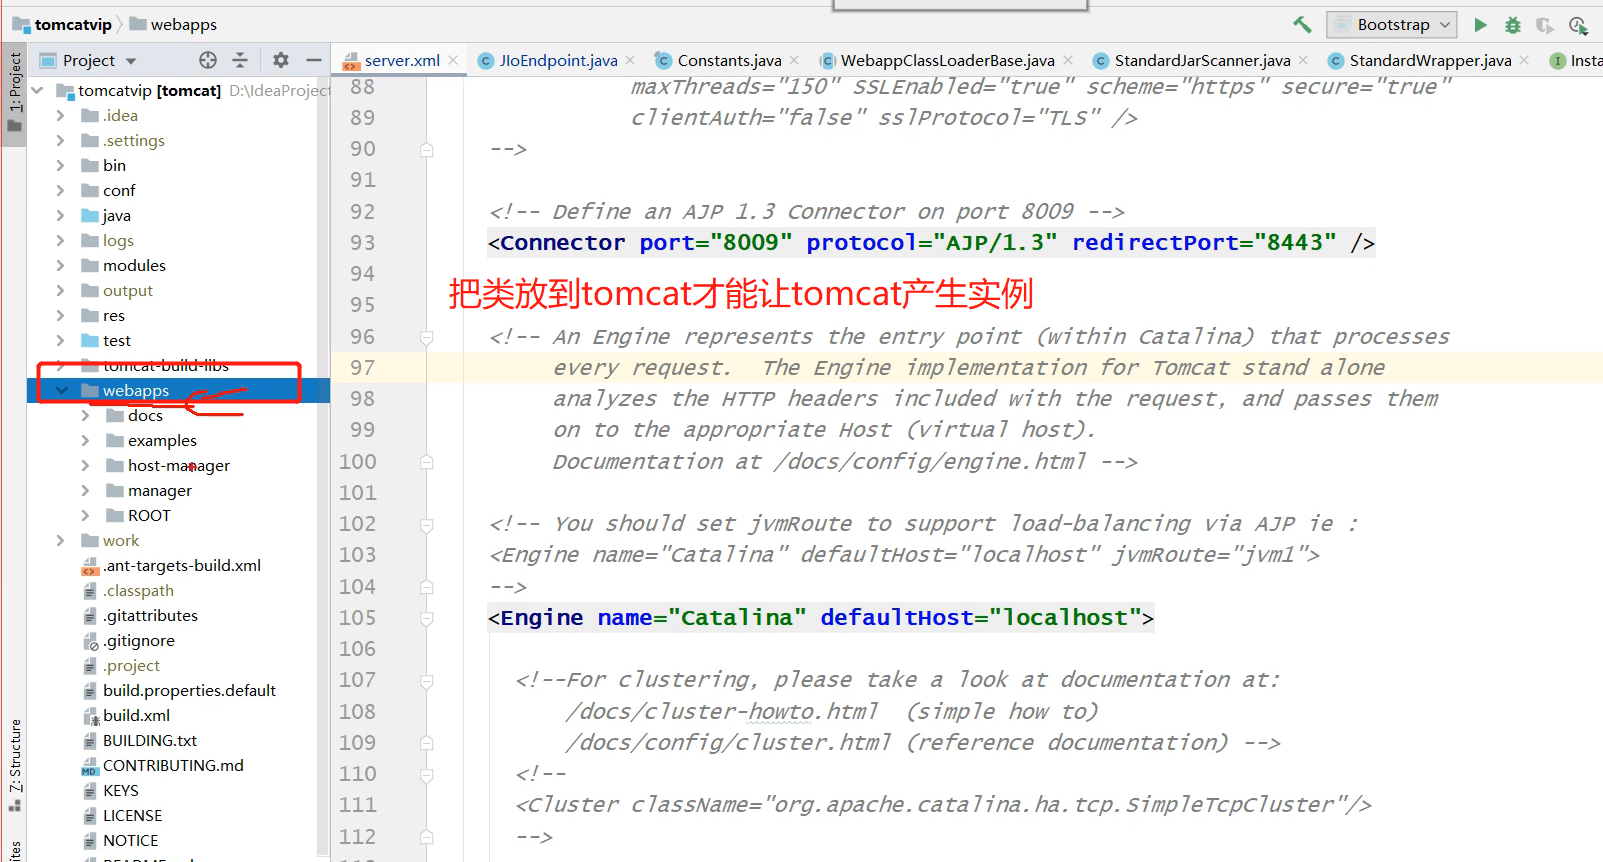 tomcatvip
webapps
Bootstrap
Project
server.xml
JIoEndpoint.java
Constants.java
WebappClassLoaderBase.java
StandardJarScanner.java
StandardWrapper.java
Insta
1: Project
7: Structure
tomcatvip [tomcat] D:\IdeaProject
.idea
.settings
bin
conf
java
logs
modules
output
res
test
tomcat-build-libs
webapps
docs
examples
host-manager
manager
ROOT
work
.ant-targets-build.xml
.classpath
.gitattributes
.gitignore
.project
build.properties.default
build.xml
BUILDING.txt
CONTRIBUTING.md
KEYS
LICENSE
NOTICE
88 maxThreads="150" SSLEnabled="true" scheme="https" secure="true"
89 clientAuth="false" sslProtocol="TLS" />
90 -->
91
92 <!-- Define an AJP 1.3 Connector on port 8009 -->
93 <Connector port="8009" protocol="AJP/1.3" redirectPort="8443" />
94
把类放到tomcat才能让tomcat产生实例
95
96 <!-- An Engine represents the entry point (within Catalina) that processes
97 every request.  The Engine implementation for Tomcat stand alone
98 analyzes the HTTP headers included with the request, and passes them
99 on to the appropriate Host (virtual host).
100 Documentation at /docs/config/engine.html -->
101
102 <!-- You should set jvmRoute to support load-balancing via AJP ie :
103 <Engine name="Catalina" defaultHost="localhost" jvmRoute="jvm1">
104 -->
105 <Engine name="Catalina" defaultHost="localhost">
106
107 <!--For clustering, please take a look at documentation at:
108 /docs/cluster-howto.html  (simple how to)
109 /docs/config/cluster.html (reference documentation) -->
110 <!--
111 <Cluster className="org.apache.catalina.ha.tcp.SimpleTcpCluster"/>
112 -->